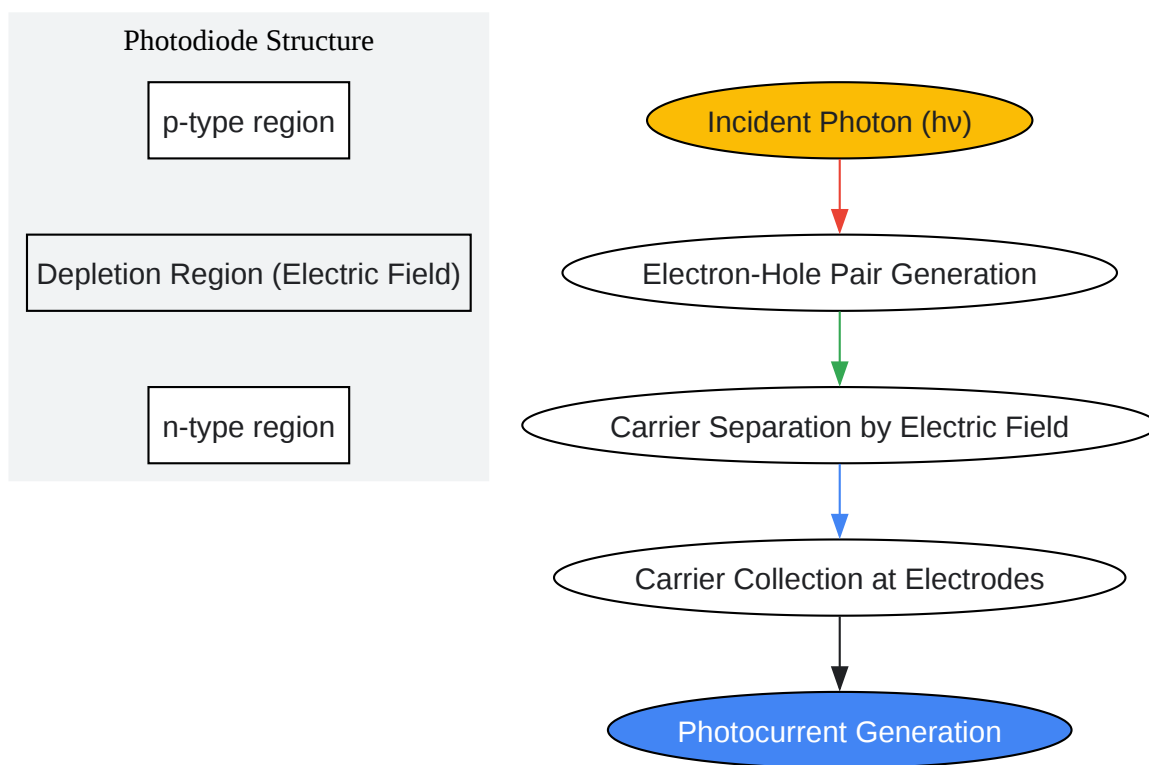 Photodiode Structure
p-type region
Depletion Region (Electric Field)
n-type region
Incident Photon (hν)
Electron-Hole Pair Generation
Carrier Separation by Electric Field
Carrier Collection at Electrodes
Photocurrent Generation